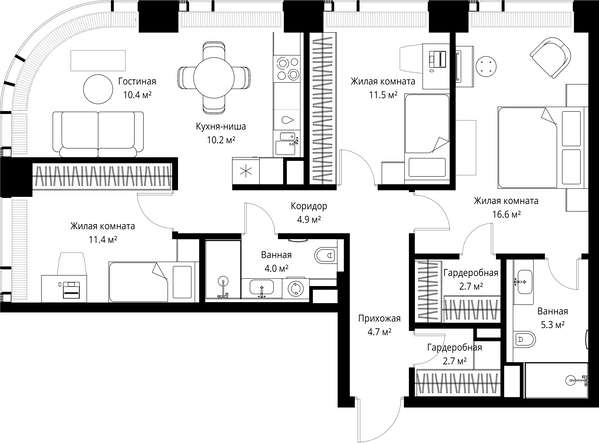 Гостиная
10.4 м²
Кухня-ниша
10.2 м²
Жилая комната
11.5 м²
Жилая комната
16.6 м²
Коридор
4.9 м²
Жилая комната
11.4 м²
Ванная
4.0 м²
Гардеробная
2.7 м²
Ванная
5.3 м²
Прихожая
4.7 м²
Гардеробная
2.7 м²